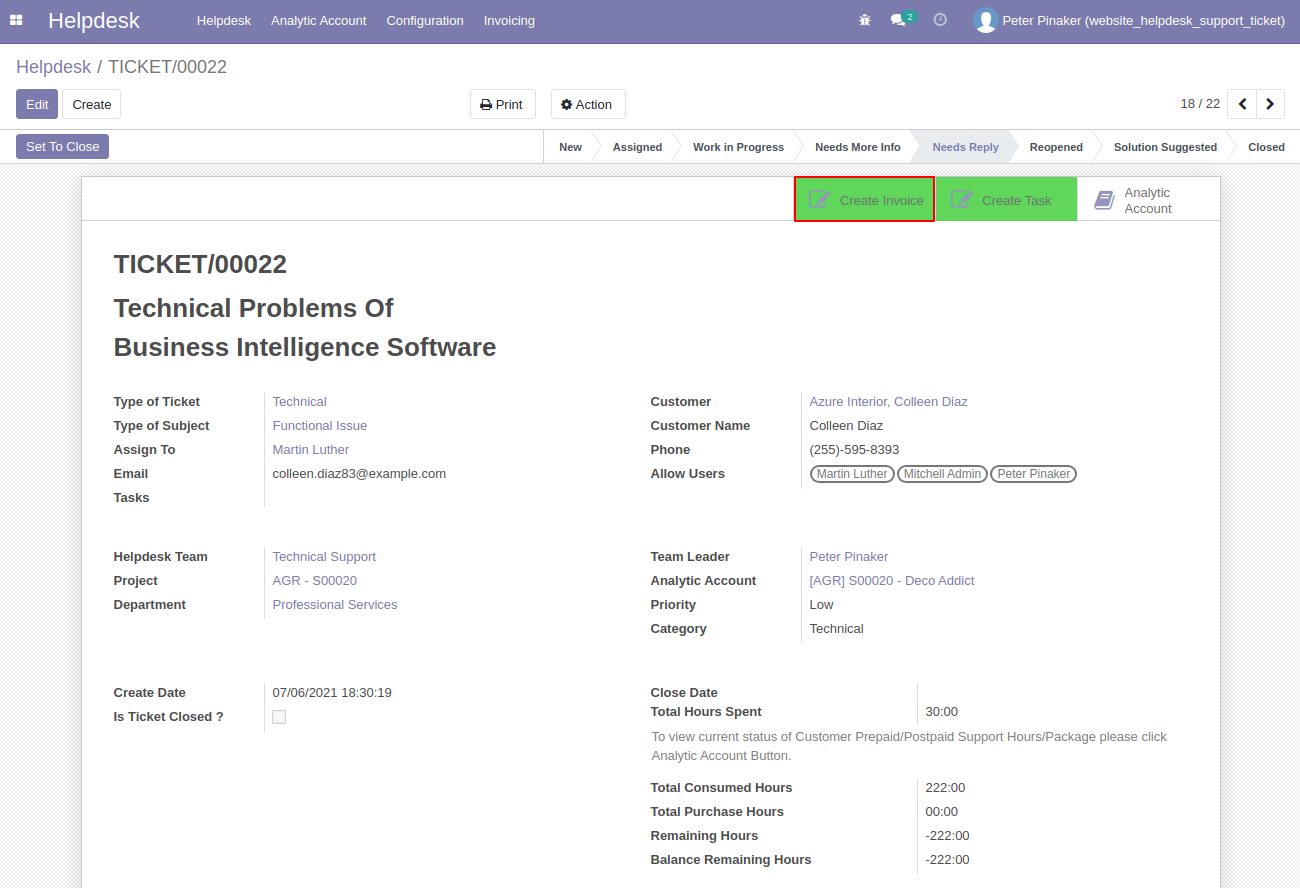 Helpdesk Helpdesk Analytic Account Configuration Invoicing 2 Peter Pinaker (website_helpdesk_support_ticket)
Helpdesk / TICKET/00022
Edit Create Print Action 18 / 22
Set To Close New Assigned Work in Progress Needs More Info Needs Reply Reopened Solution Suggested Closed
Create Invoice Create Task Analytic
Account
TICKET/00022
Technical Problems Of
Business Intelligence Software
Type of Ticket Technical Customer Azure Interior, Colleen Diaz
Type of Subject Functional Issue Customer Name Colleen Diaz
Assign To Martin Luther Phone (255)-595-8393
Email colleen.diaz83@example.com Allow Users Martin Luther Mitchell Admin Peter Pinaker
Tasks
Helpdesk Team Technical Support Team Leader Peter Pinaker
Project AGR - S00020 Analytic Account [AGR] S00020 - Deco Addict
Department Professional Services Priority Low
Category Technical
Create Date 07/06/2021 18:30:19 Close Date
Is Ticket Closed ? Total Hours Spent 30:00
To view current status of Customer Prepaid/Postpaid Support Hours/Package please click
Analytic Account Button.
Total Consumed Hours 222:00
Total Purchase Hours 00:00
Remaining Hours -222:00
Balance Remaining Hours -222:00